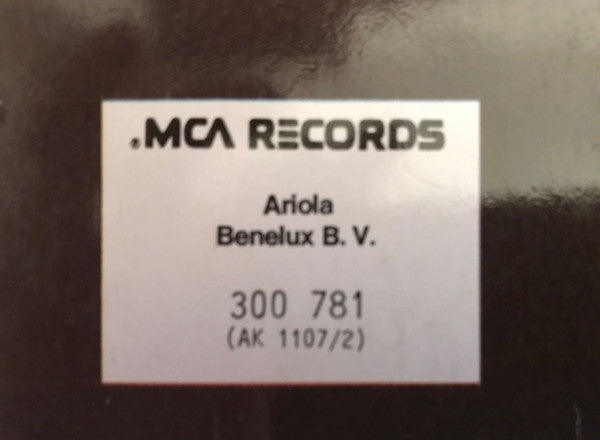 ®MCA RECORDS
Ariola
Benelux B. V.
300 781
(AK 1107/2)